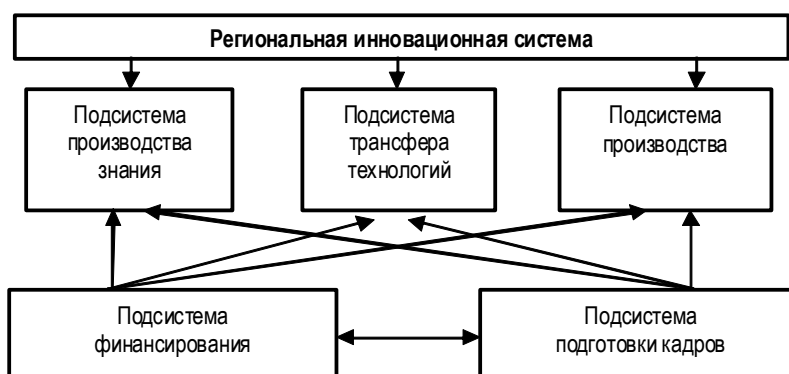 Региональная инновационная система
Подсистема
производства
знания
Подсистема
трансфера
технологий
Подсистема
производства
Подсистема
финансирования
Подсистема
подготовки кадров